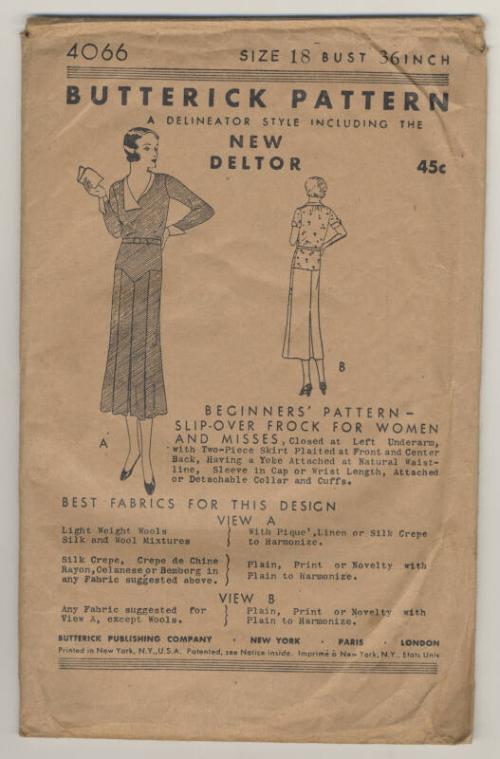 4066 SIZE 18 BUST 36 INCH
BUTTERICK PATTERN
A DELINEATOR STYLE INCLUDING THE
NEW
DELTOR
45c
B
A
BEGINNERS' PATTERN-
SLIP-OVER FROCK FOR WOMEN
AND MISSES, Closed at Left Underarm,
with Two-Piece Skirt Plaited at Front and Center
Back, Having a Yoke Attached at Natural Waist-
line, Sleeve in Cap or Wrist Length, Attached
or Detachable Collar and Cuffs.
BEST FABRICS FOR THIS DESIGN
VIEW A
Light Weight Wools
Silk and Wool Mixtures
With Pique', Linen or Silk Crepe
to Harmonize.
Silk Crepe, Crepe de Chine
Rayon, Celanese or Bemberg in
any Fabric suggested above.
Plain, Print or Novelty with
Plain to Harmonize.
VIEW B
Any Fabric suggested for
View A, except Wools.
Plain, Print or Novelty with
Plain to Harmonize.
BUTTERICK PUBLISHING COMPANY · NEW YORK · PARIS · LONDON
Printed in New York, N.Y., U.S.A. Patented, see Notice inside. Imprimé à New York, N.Y., Etats Unis